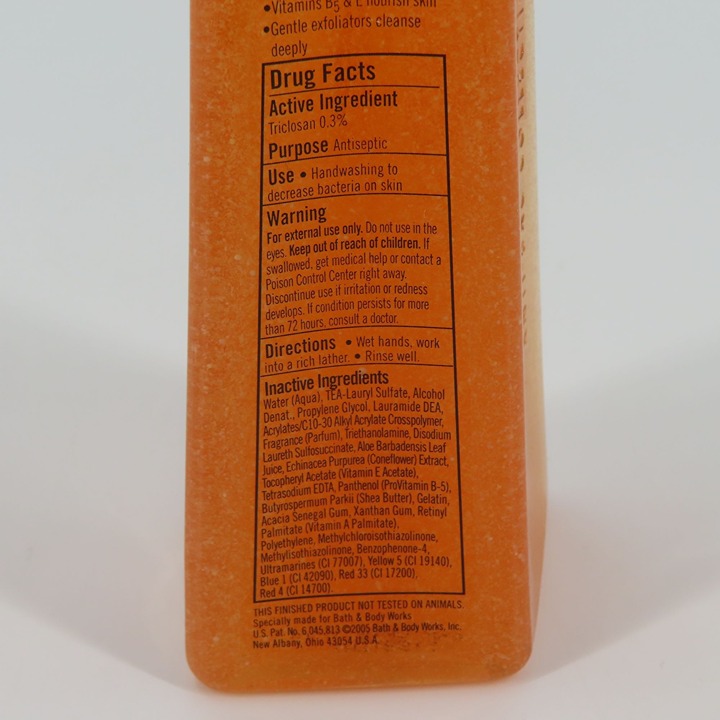 •Vitamins B5 & E nourish skin
•Gentle exfoliators cleanse
deeply
Drug Facts
Active Ingredient
Triclosan 0.3%
Purpose Antiseptic
Use • Handwashing to
decrease bacteria on skin
Warning
For external use only. Do not use in the
eyes. Keep out of reach of children. If
swallowed, get medical help or contact a
Poison Control Center right away.
Discontinue use if irritation or redness
develops. If condition persists for more
than 72 hours, consult a doctor.
Directions • Wet hands, work
into a rich lather. • Rinse well.
Inactive Ingredients
Water (Aqua), TEA-Lauryl Sulfate, Alcohol
Denat., Propylene Glycol, Lauramide DEA,
Acrylates/C10-30 Alkyl Acrylate Crosspolymer,
Fragrance (Parfum), Triethanolamine, Disodium
Laureth Sulfosuccinate, Aloe Barbadensis Leaf
Juice, Echinacea Purpurea (Coneflower) Extract,
Tocopheryl Acetate (Vitamin E Acetate),
Tetrasodium EDTA, Panthenol (ProVitamin B-5),
Butyrospermum Parkii (Shea Butter), Gelatin,
Acacia Senegal Gum, Xanthan Gum, Retinyl
Palmitate (Vitamin A Palmitate),
Polyethylene, Methylchloroisothiazolinone,
Methylisothiazolinone, Benzophenone-4,
Ultramarines (CI 77007), Yellow 5 (CI 19140),
Blue 1 (CI 42090), Red 33 (CI 17200),
Red 4 (CI 14700).
THIS FINISHED PRODUCT NOT TESTED ON ANIMALS.
Specially made for Bath & Body Works
U.S. Pat. No. 6,045,813 ©2005 Bath & Body Works, Inc.
New Albany, Ohio 43054 U.S.A.